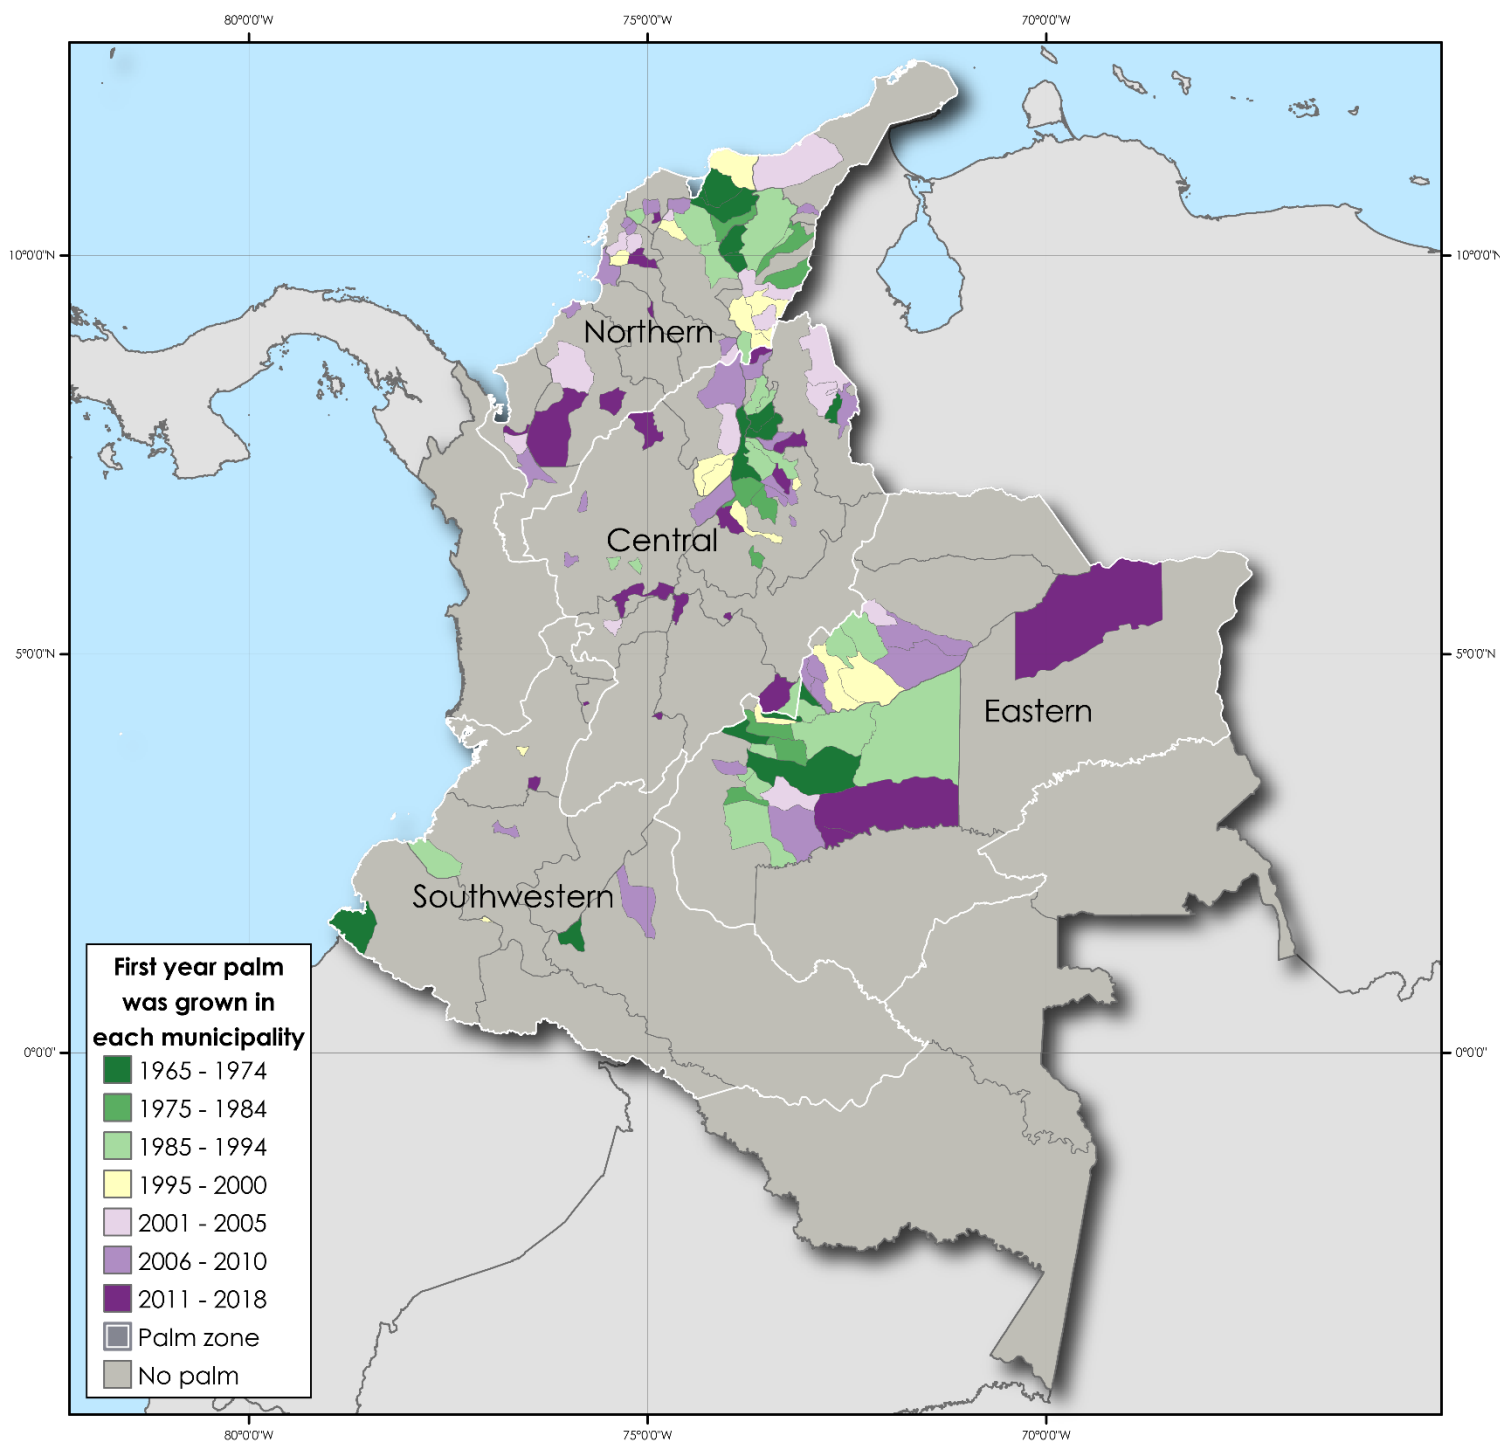 80°0'0"W 75°0'0"W 70°0'0"W
10°0'0"N 10°0'0"N
Northern
Central
5°0'0"N 5°0'0"N
Eastern
Southwestern
First year palm
was grown in
each municipality
0°0'0" 0°0'0"
1965 - 1974
1975 - 1984
1985 - 1994
1995 - 2000
2001 - 2005
2006 - 2010
2011 - 2018
Palm zone
No palm
80°0'0"W 75°0'0"W 70°0'0"W